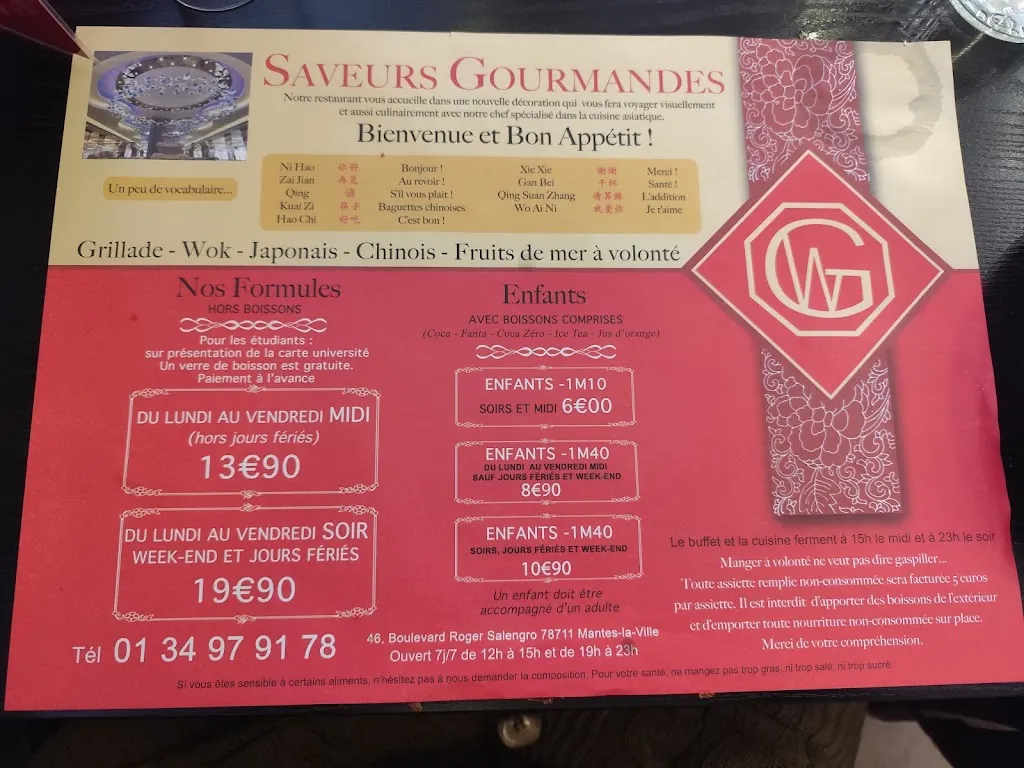 SAVEURS GOURMANDES
Notre restaurant vous accueille dans une nouvelle décoration qui vous fera voyager visuellement
et aussi culinairement avec notre chef spécialisé dans la cuisine asiatique.
Bienvenue et Bon Appétit !
Un peu de vocabulaire...
Ni Hao 你好 Bonjour !
Zai Jian 再见 Au revoir !
Qing 请 S'il vous plait !
Kuai Zi 筷子 Baguettes chinoises
Hao Chi 好吃 C'est bon !
Xie Xie 谢谢 Merci !
Gan Bei 干杯 Santé !
Qing Suan Zhang 请算账 L'addition
Wo Ai Ni 我爱你 Je t'aime
Grillade - Wok - Japonais - Chinois - Fruits de mer à volonté
GW
Nos Formules
HORS BOISSONS
Pour les étudiants :
sur présentation de la carte université
Un verre de boisson est gratuite.
Paiement à l'avance
DU LUNDI AU VENDREDI MIDI
(hors jours fériés)
13€90
DU LUNDI AU VENDREDI SOIR
WEEK-END ET JOURS FÉRIÉS
19€90
Tél 01 34 97 91 78
Enfants
AVEC BOISSONS COMPRISES
(Coca - Fanta - Coca Zéro - Ice Tea - Jus d'orange)
ENFANTS -1M10
SOIRS ET MIDI 6€00
ENFANTS -1M40
DU LUNDI AU VENDREDI MIDI
SAUF JOURS FÉRIÉS ET WEEK-END
8€90
ENFANTS -1M40
SOIRS, JOURS FÉRIÉS ET WEEK-END
10€90
Un enfant doit être
accompagné d'un adulte
46, Boulevard Roger Salengro 78711 Mantes-la-Ville
Ouvert 7j/7 de 12h à 15h et de 19h à 23h
Le buffet et la cuisine ferment à 15h le midi et à 23h le soir
Manger à volonté ne veut pas dire gaspiller...
Toute assiette remplie non-consommée sera facturée 5 euros
par assiette. Il est interdit d'apporter des boissons de l'extérieur
et d'emporter toute nourriture non-consommée sur place.
Merci de votre compréhension.
Si vous êtes sensible à certains aliments, n'hésitez pas à nous demander la composition. Pour votre santé, ne mangez pas trop gras, ni trop salé, ni trop sucré.